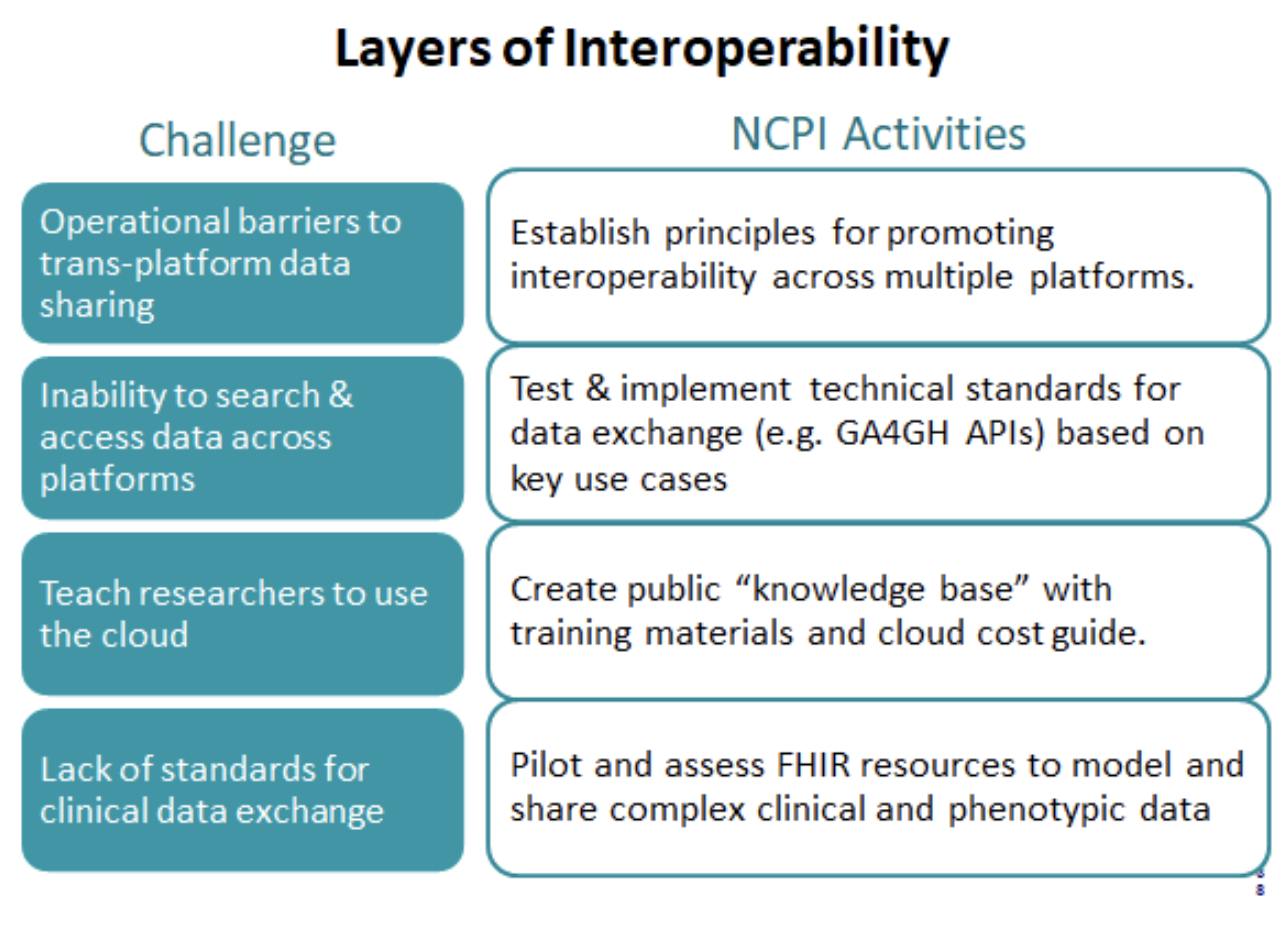 Layers of Interoperability
Challenge
NCPI Activities
Operational barriers to
trans-platform data
sharing
Establish principles for promoting
interoperability across multiple platforms.
Inability to search &
access data across
platforms
Test & implement technical standards for
data exchange (e.g. GA4GH APIs) based on
key use cases
Teach researchers to use
the cloud
Create public “knowledge base” with
training materials and cloud cost guide.
Lack of standards for
clinical data exchange
Pilot and assess FHIR resources to model and
share complex clinical and phenotypic data
8